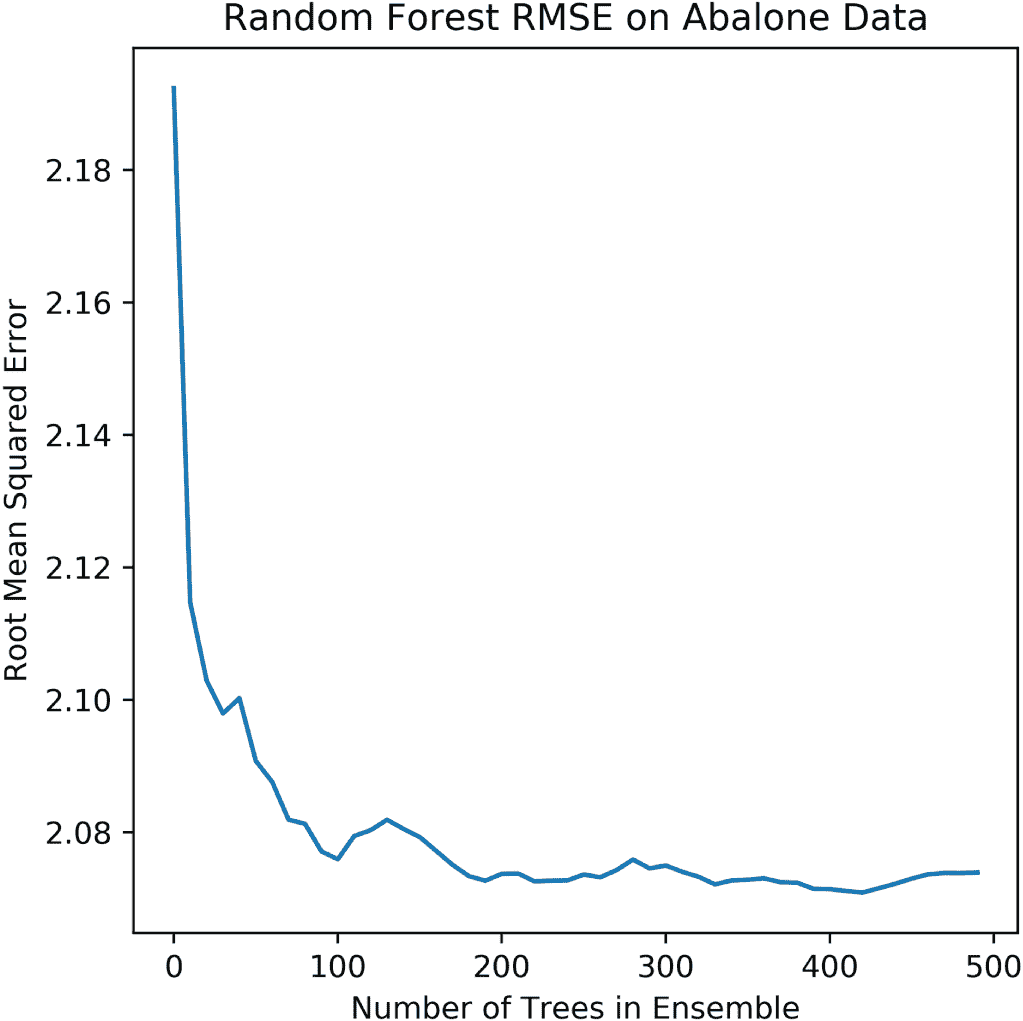 Random Forest RMSE on Abalone Data
Root Mean Squared Error
2.18
2.16
2.14
2.12
2.10
2.08
0 100 200 300 400 500
Number of Trees in Ensemble